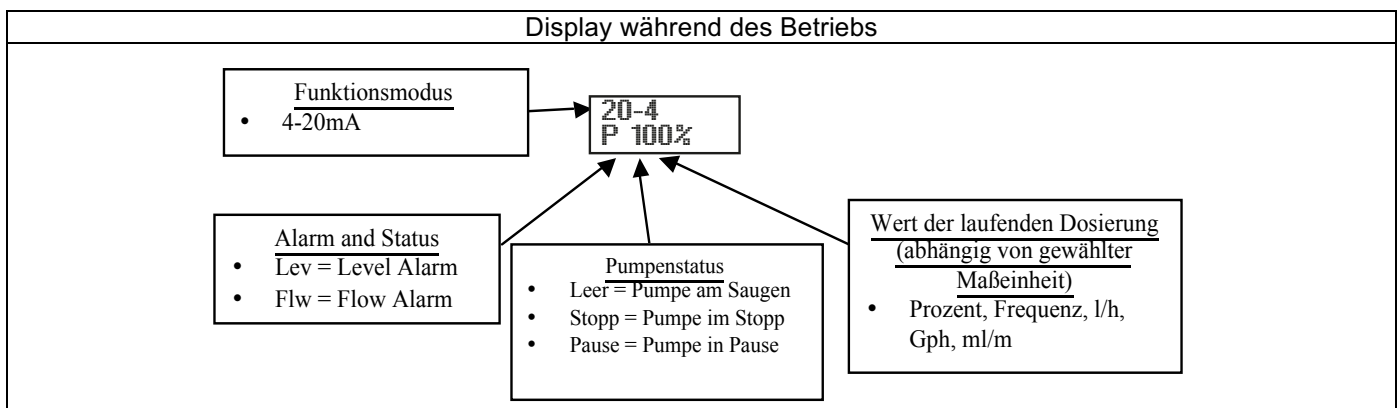 Display während des Betriebs
Funktionsmodus
• 4-20mA
20-4
P 100%
Alarm and Status
• Lev = Level Alarm
• Flw = Flow Alarm
Pumpenstatus
• Leer = Pumpe am Saugen
• Stopp = Pumpe im Stopp
• Pause = Pumpe in Pause
Wert der laufenden Dosierung
(abhängig von gewählter
Maßeinheit)
• Prozent, Frequenz, l/h,
Gph, ml/m